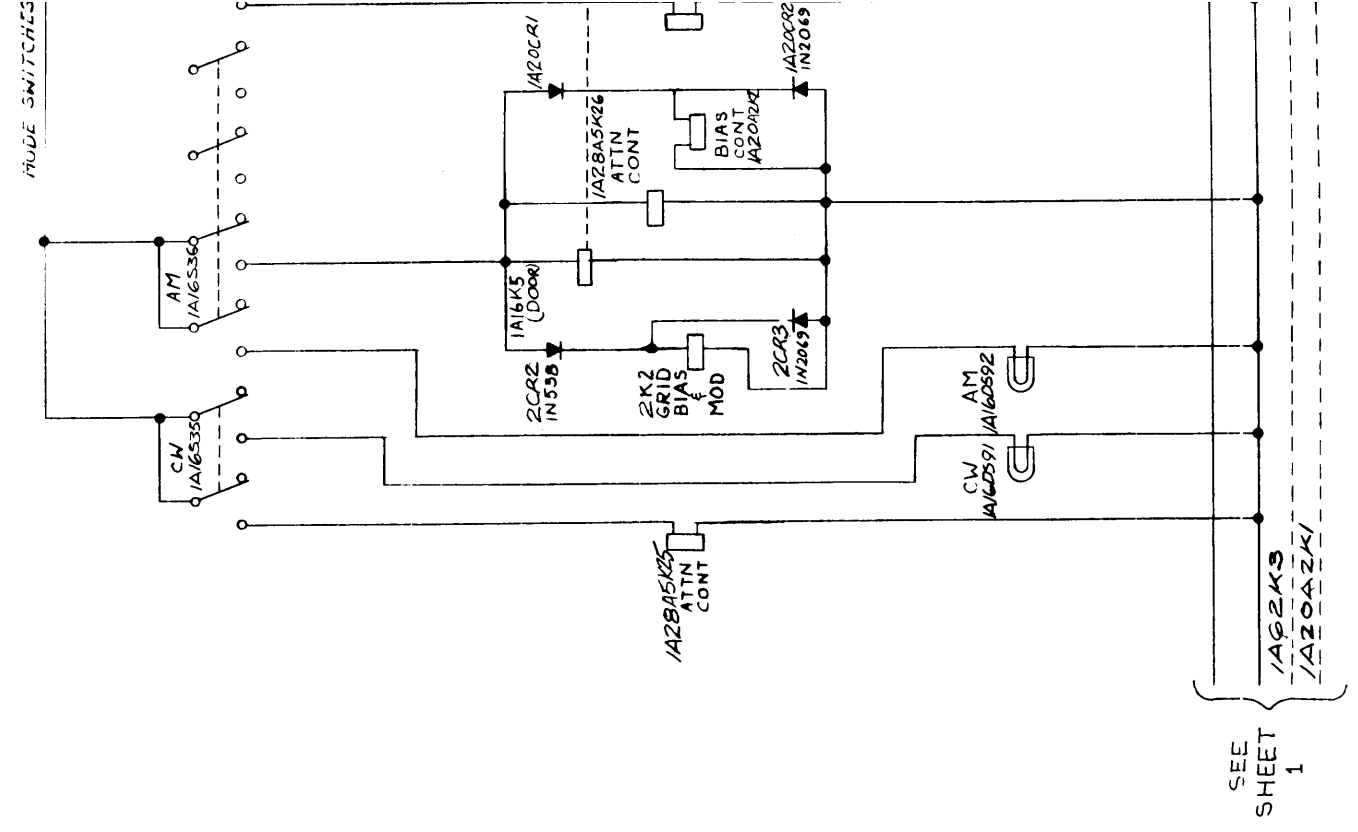 MODE SWITCHES
AM
1A16S36
CW
1A16S35
1A20CR1
1A20CR2
1N2069
1A28A5K26
ATTN
CONT
BIAS
CONT
1A20A2K2
1A16K5
(DOOR)
2CR2
1N538
2K2
GRID
BIAS
&
MOD
2CR3
1N2069
AM
1A16DS92
CW
1A16DS91
1A28A5K25
ATTN
CONT
1A62K3
1A20A2K1
SEE
SHEET
1